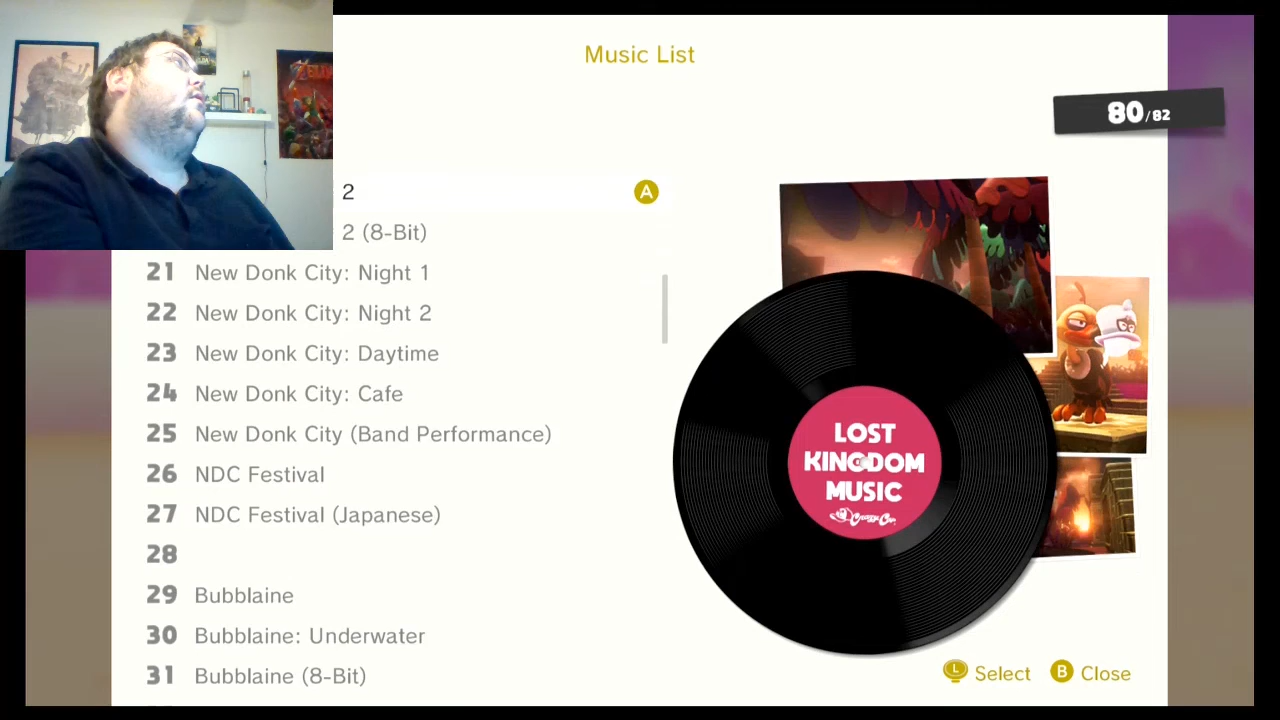 Music List
80/82
2 A
2 (8-Bit)
21 New Donk City: Night 1
22 New Donk City: Night 2
23 New Donk City: Daytime
24 New Donk City: Cafe
25 New Donk City (Band Performance)
26 NDC Festival
27 NDC Festival (Japanese)
28
29 Bubblaine
30 Bubblaine: Underwater
31 Bubblaine (8-Bit)
LOST
KINGDOM
MUSIC
L Select B Close